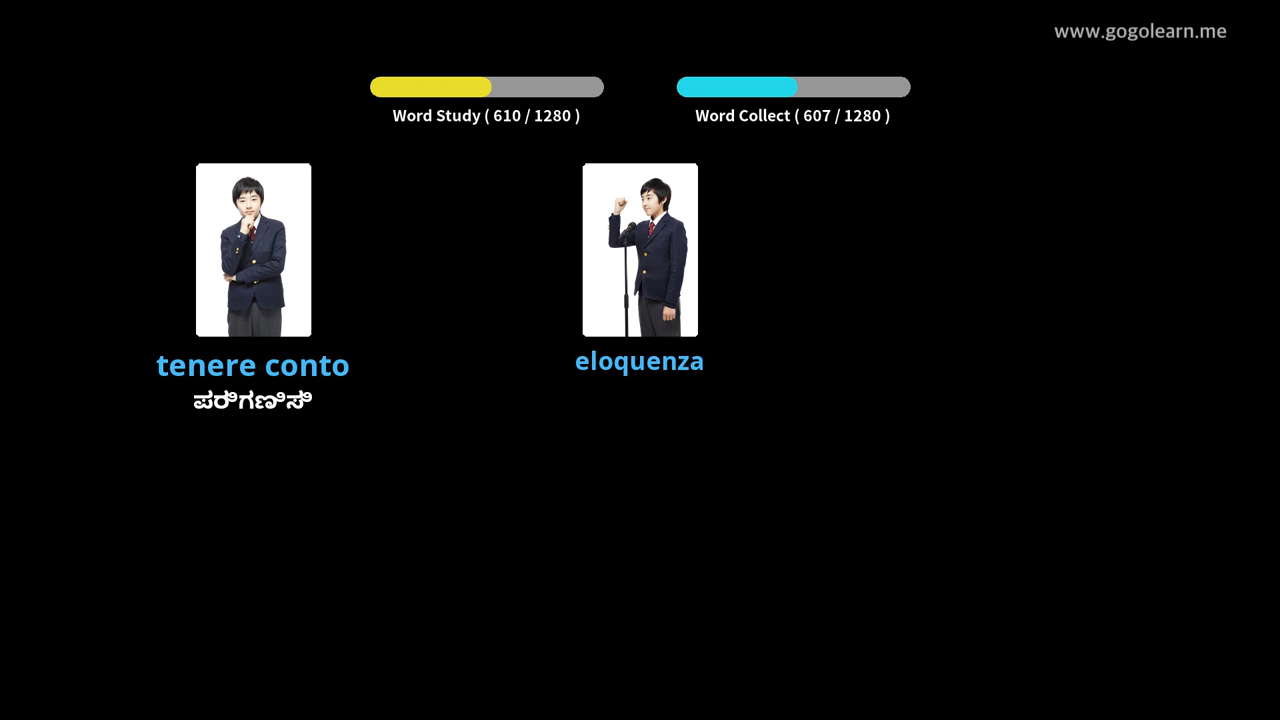 www.gogolearn.me
Word Study ( 610 / 1280 )
Word Collect ( 607 / 1280 )
tenere conto
eloquenza
ಪರಿಗಣಿಸಿ